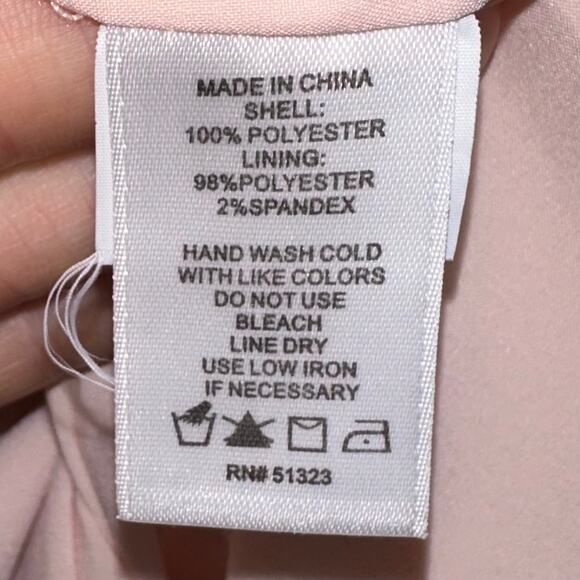 MADE IN CHINA
SHELL:
100% POLYESTER
LINING:
98%POLYESTER
2%SPANDEX
HAND WASH COLD
WITH LIKE COLORS
DO NOT USE
BLEACH
LINE DRY
USE LOW IRON
IF NECESSARY
RN# 51323